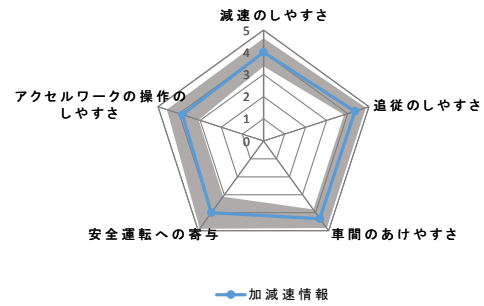 減速のしやすさ
5
4
3
2
1
0
アクセルワークの操作の
しやすさ
追従のしやすさ
安全運転への寄与
車間のあけやすさ
加減速情報